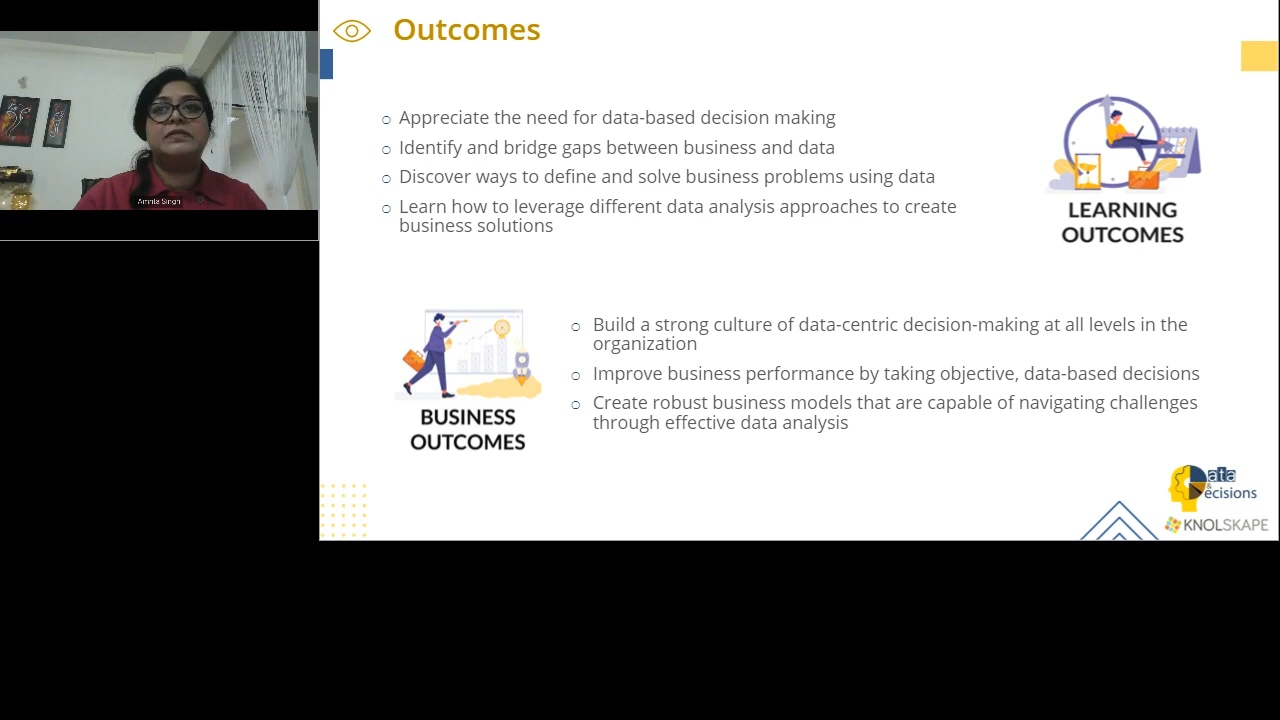 Outcomes
Amrita Singh
Appreciate the need for data-based decision making
Identify and bridge gaps between business and data
Discover ways to define and solve business problems using data
Learn how to leverage different data analysis approaches to create
business solutions
LEARNING
OUTCOMES
BUSINESS
OUTCOMES
Build a strong culture of data-centric decision-making at all levels in the
organization
Improve business performance by taking objective, data-based decisions
Create robust business models that are capable of navigating challenges
through effective data analysis
Data
&
Decisions
KNOLSKAPE